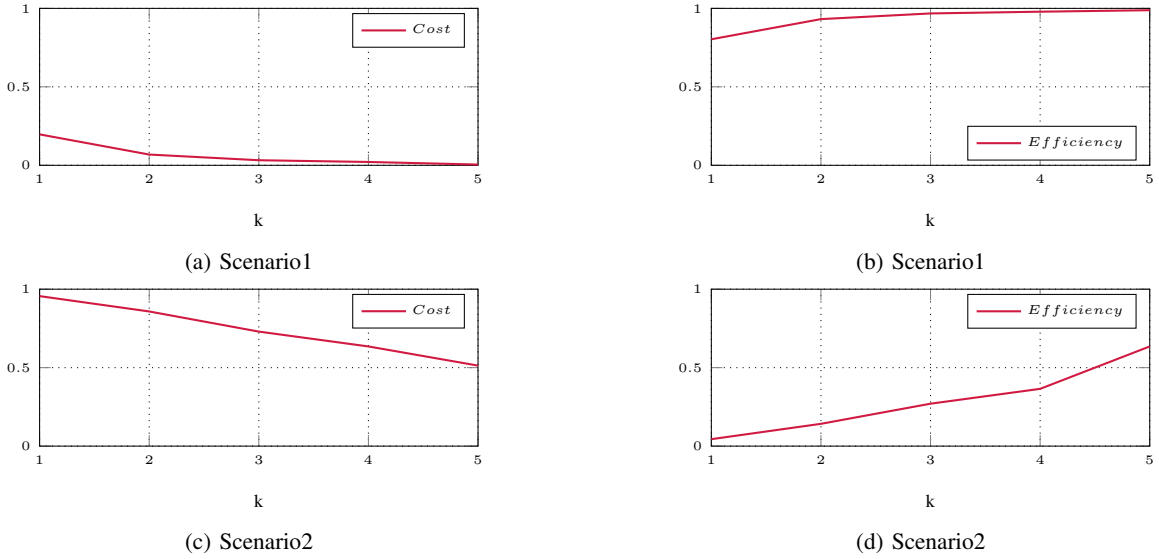 1
Cost
0.5
0
1 2 3 4 5
k
(a) Scenario1
1
0.5
Efficiency
0
1 2 3 4 5
k
(b) Scenario1
1
Cost
0.5
0
1 2 3 4 5
k
(c) Scenario2
1
Efficiency
0.5
0
1 2 3 4 5
k
(d) Scenario2